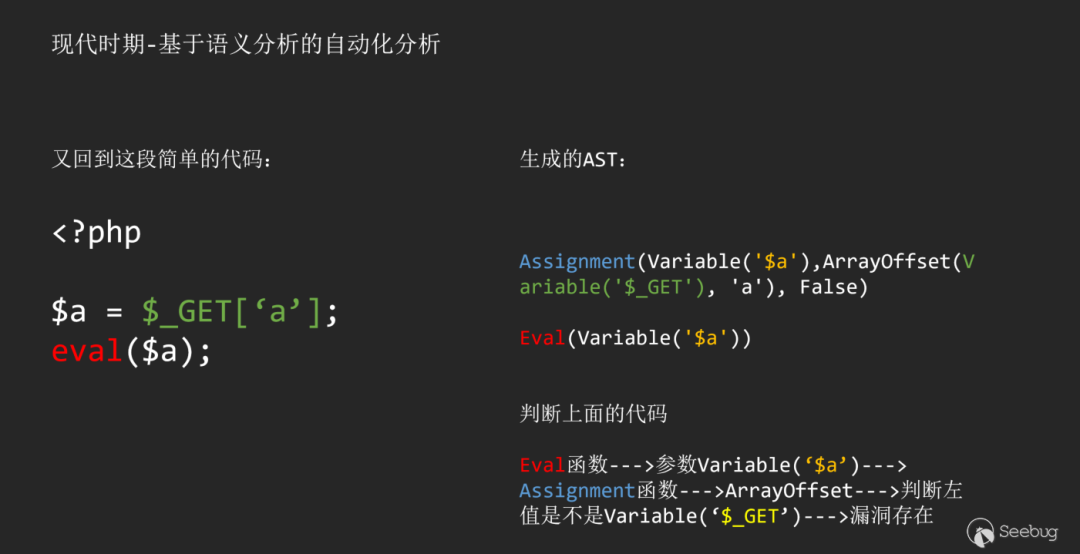 现代时期-基于语义分析的自动化分析
又回到这段简单的代码:
<?php
$a = $_GET[‘a’];
eval($a);
生成的AST:
Assignment(Variable('$a'),ArrayOffset(V
ariable('$_GET'), 'a'), False)
Eval(Variable('$a'))
判断上面的代码
Eval函数--->参数Variable(‘$a’)--->
Assignment函数--->ArrayOffset--->判断左
值是不是Variable(‘$_GET’)--->漏洞存在
Seebug